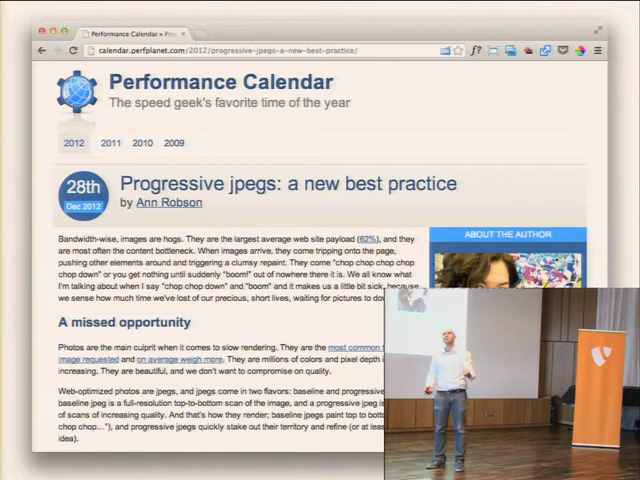 Performance Calendar » Pro
calendar.perfplanet.com/2012/progressive-jpegs-a-new-best-practice/
Performance Calendar
The speed geek's favorite time of the year
2012 2011 2010 2009
28th
Dec 2012
Progressive jpegs: a new best practice
by Ann Robson
ABOUT THE AUTHOR
Bandwidth-wise, images are hogs. They are the largest average web site payload (62%), and they
are most often the content bottleneck. When images arrive, they come tripping onto the page,
pushing other elements around and triggering a clumsy repaint. They come "chop chop chop chop
chop down" or you get nothing until suddenly "boom!" out of nowhere there it is. We all know what
I'm talking about when I say "chop chop down" and "boom" and it makes us a little bit sick, because
we sense how much time we've lost of our precious, short lives, waiting for pictures to do
A missed opportunity
Photos are the main culprit when it comes to slow rendering. They are the most common t
image requested and on average weigh more. They are millions of colors and pixel depth i
increasing. They are beautiful, and we don't want to compromise on quality.
Web-optimized photos are jpegs, and jpegs come in two flavors: baseline and progressive
baseline jpeg is a full-resolution top-to-bottom scan of the image, and a progressive jpeg
of scans of increasing quality. And that's how they render; baseline jpegs paint top to bott
chop chop…"), and progressive jpegs quickly stake out their territory and refine (or at leas
idea).